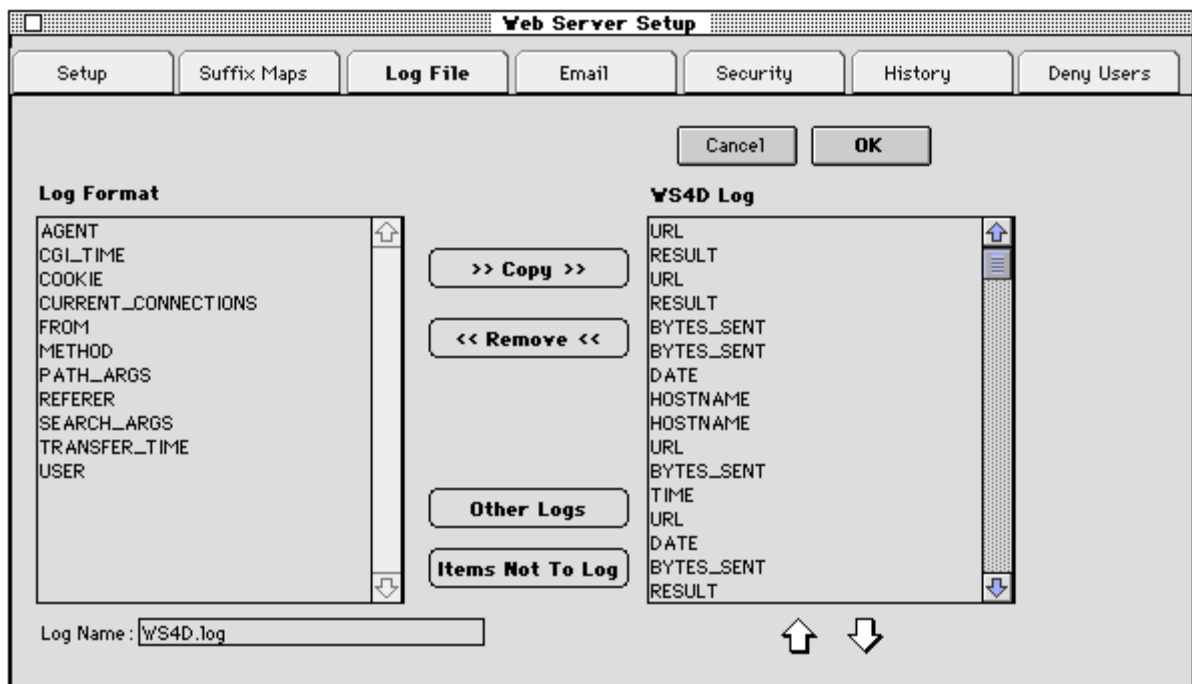 Web Server Setup
Setup
Suffix Maps
Log File
Email
Security
History
Deny Users
Cancel
OK
Log Format
AGENT
CGI_TIME
COOKIE
CURRENT_CONNECTIONS
FROM
METHOD
PATH_ARGS
REFERER
SEARCH_ARGS
TRANSFER_TIME
USER
>> Copy >>
<< Remove <<
Other Logs
Items Not To Log
WS4D Log
URL
RESULT
URL
RESULT
BYTES_SENT
BYTES_SENT
DATE
HOSTNAME
HOSTNAME
URL
BYTES_SENT
TIME
URL
DATE
BYTES_SENT
RESULT
Log Name : WS4D.log